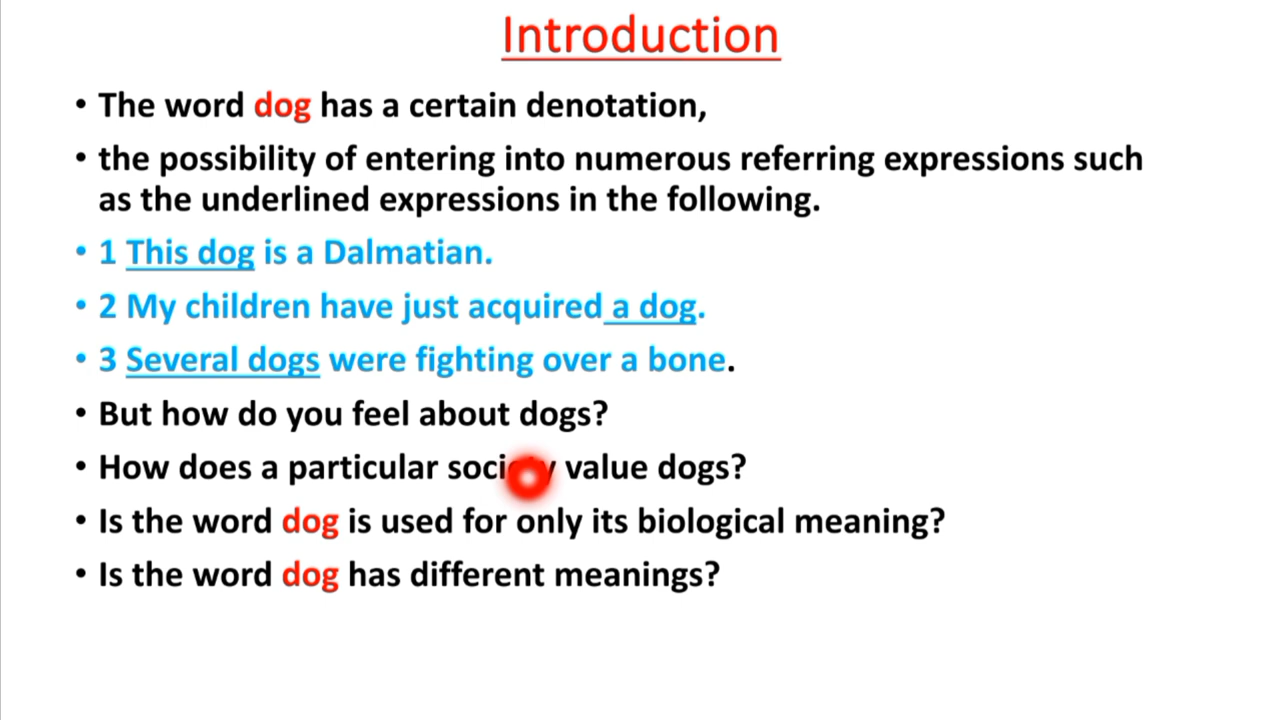 Introduction
• The word dog has a certain denotation,
• the possibility of entering into numerous referring expressions such
as the underlined expressions in the following.
• 1 This dog is a Dalmatian.
• 2 My children have just acquired a dog.
• 3 Several dogs were fighting over a bone.
• But how do you feel about dogs?
• How does a particular society value dogs?
• Is the word dog is used for only its biological meaning?
• Is the word dog has different meanings?